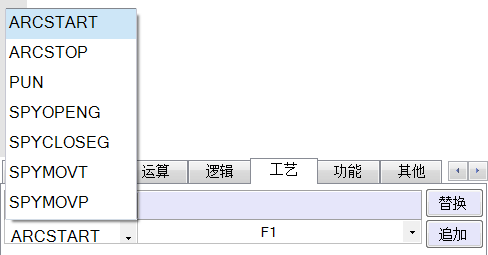 ARCSTART
ARCSTOP
PUN
SPYOPENG
SPYCLOSEG
SPYMOVT
SPYMOVP
运算 逻辑 工艺 功能 其他
替换
ARCSTART F1 追加